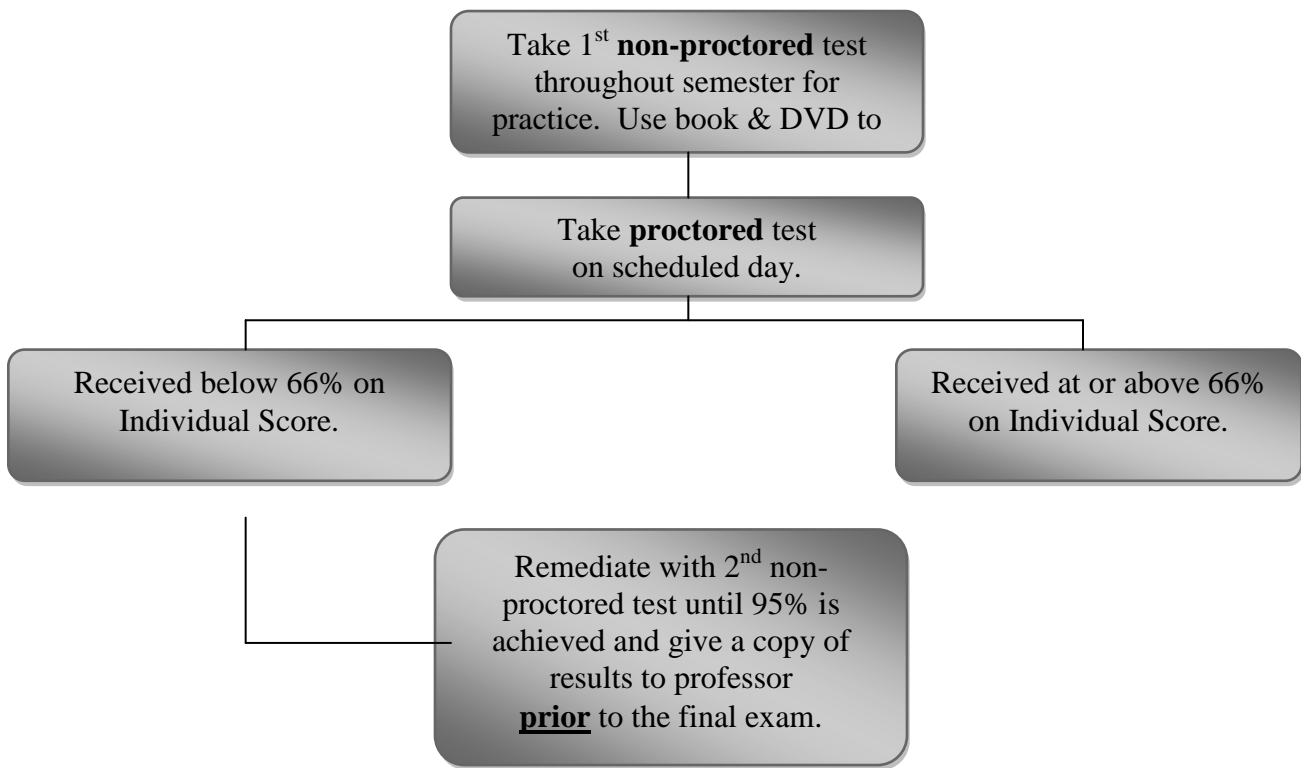 Take 1st non-proctored test
throughout semester for
practice.  Use book & DVD to
Take proctored test
on scheduled day.
Received below 66% on
Individual Score.
Received at or above 66%
on Individual Score.
Remediate with 2nd non-
proctored test until 95% is
achieved and give a copy of
results to professor
prior to the final exam.